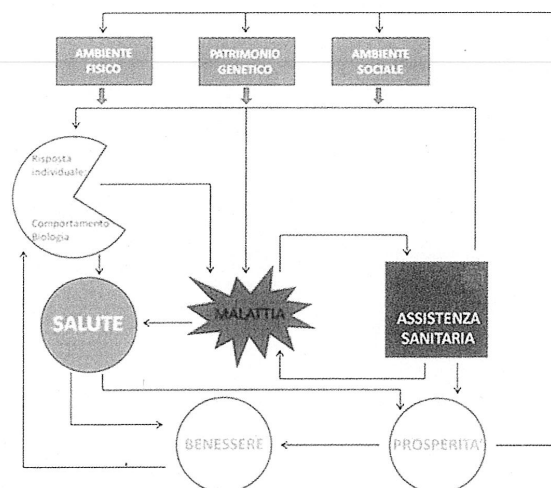 AMBIENTE
FISICO
PATRIMONIO
GENETICO
AMBIENTE
SOCIALE
Risposta
individuale
Comportamento
Biologia
SALUTE
MALATTIA
ASSISTENZA
SANITARIA
BENESSERE
PROSPERITA'